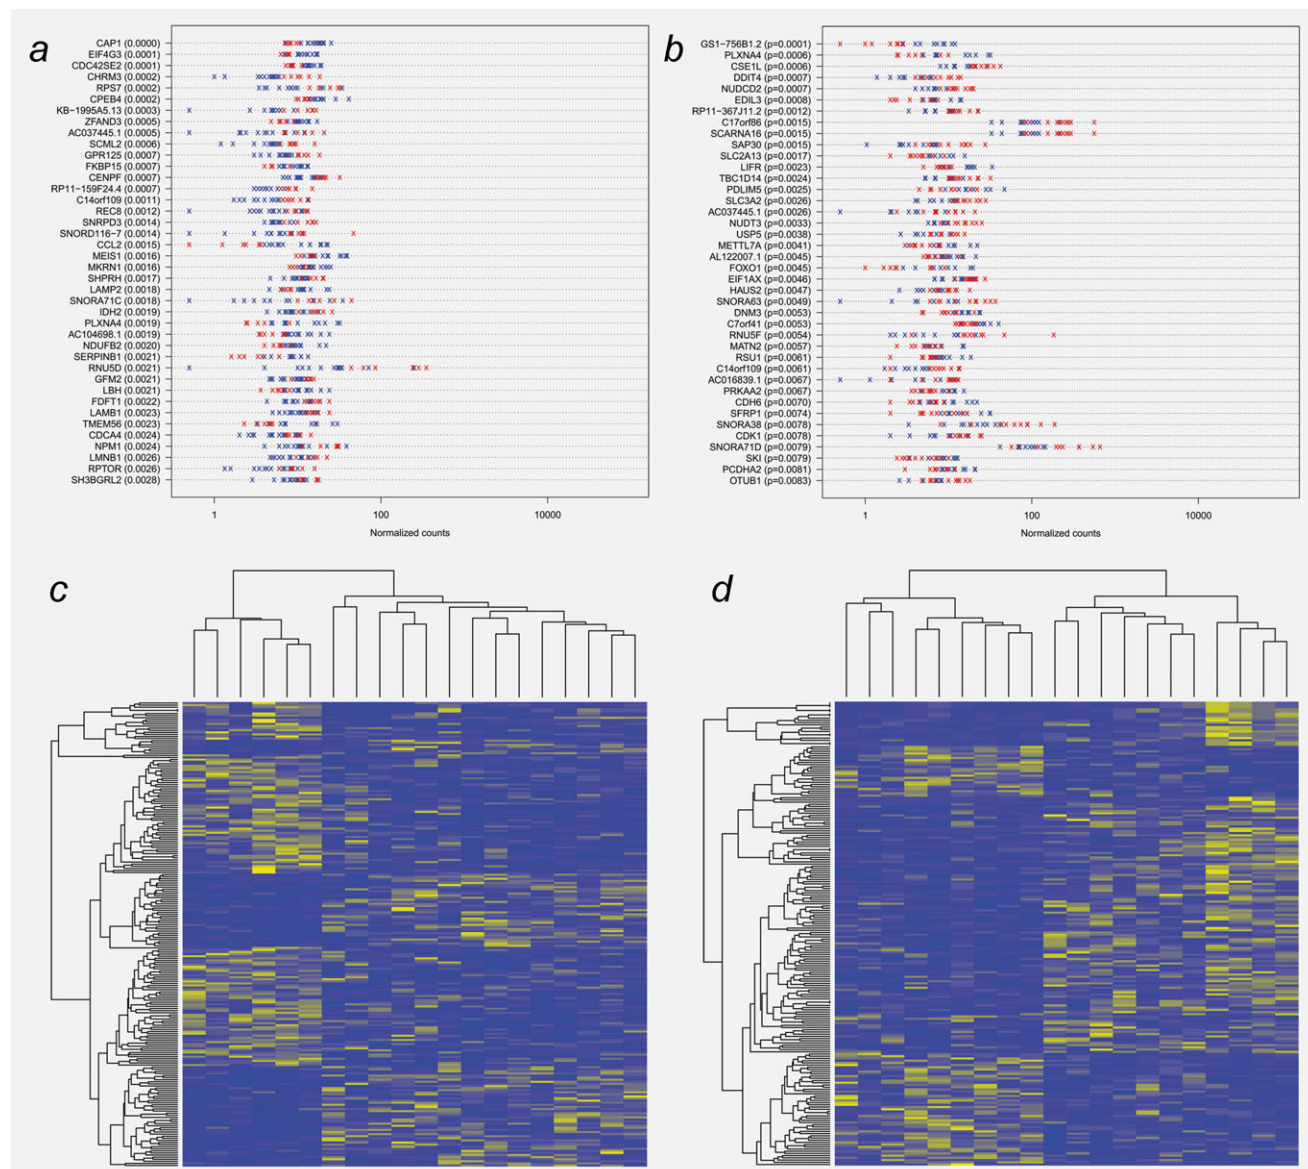 a
CAP1 (0.0000)
EIF4G3 (0.0001)
CDC42SE2 (0.0001)
CHRM3 (0.0002)
RPS7 (0.0002)
CPEB4 (0.0002)
KB-1995A5.13 (0.0003)
ZFAND3 (0.0005)
AC037445.1 (0.0005)
SCML2 (0.0006)
GPR125 (0.0007)
FKBP15 (0.0007)
CENPF (0.0007)
RP11-159F24.4 (0.0007)
C14orf109 (0.0011)
REC8 (0.0012)
SNRPD3 (0.0014)
SNORD116-7 (0.0014)
CCL2 (0.0015)
MEIS1 (0.0016)
MKRN1 (0.0016)
SHPRH (0.0017)
LAMP2 (0.0018)
SNORA71C (0.0018)
IDH2 (0.0019)
PLXNA4 (0.0019)
AC104698.1 (0.0019)
NDUFB2 (0.0020)
SERPINB1 (0.0021)
RNU5D (0.0021)
GFM2 (0.0021)
LBH (0.0021)
FDFT1 (0.0022)
LAMB1 (0.0023)
TMEM56 (0.0023)
CDCA4 (0.0024)
NPM1 (0.0024)
LMNB1 (0.0026)
RPTOR (0.0026)
SH3BGRL2 (0.0028)
1 100 10000
Normalized counts
b
GS1-756B1.2 (p=0.0001)
PLXNA4 (p=0.0006)
CSE1L (p=0.0006)
DDIT4 (p=0.0007)
NUDCD2 (p=0.0007)
EDIL3 (p=0.0008)
RP11-367J11.2 (p=0.0012)
C17orf86 (p=0.0015)
SCARNA16 (p=0.0015)
SAP30 (p=0.0015)
SLC2A13 (p=0.0017)
LIFR (p=0.0023)
TBC1D14 (p=0.0024)
PDLIM5 (p=0.0025)
SLC3A2 (p=0.0026)
AC037445.1 (p=0.0026)
NUDT3 (p=0.0033)
USP5 (p=0.0038)
METTL7A (p=0.0041)
AL122007.1 (p=0.0045)
FOXO1 (p=0.0045)
EIF1AX (p=0.0046)
HAUS2 (p=0.0047)
SNORA63 (p=0.0049)
DNM3 (p=0.0053)
C7orf41 (p=0.0053)
RNU5F (p=0.0054)
MATN2 (p=0.0057)
RSU1 (p=0.0061)
C14orf109 (p=0.0061)
AC016839.1 (p=0.0067)
PRKAA2 (p=0.0067)
CDH6 (p=0.0070)
SFRP1 (p=0.0074)
SNORA38 (p=0.0078)
CDK1 (p=0.0078)
SNORA71D (p=0.0079)
SKI (p=0.0079)
PCDHA2 (p=0.0081)
OTUB1 (p=0.0083)
1 100 10000
Normalized counts
c
d